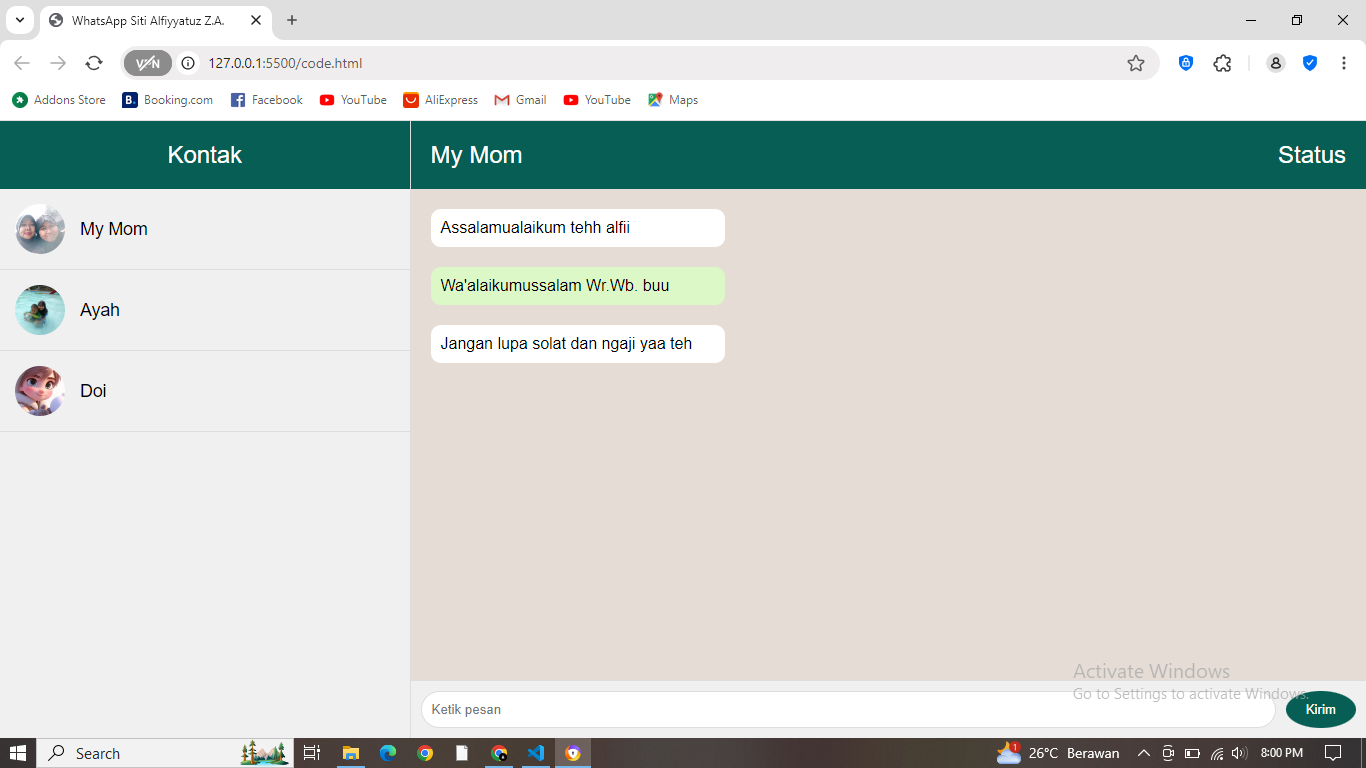 WhatsApp Siti Alfiyyatuz Z.A.
VPN
127.0.0.1:5500/code.html
Addons Store
B. Booking.com
Facebook
YouTube
AliExpress
Gmail
YouTube
Maps
Kontak
My Mom
Status
My Mom
Ayah
Doi
Assalamualaikum tehh alfii
Wa'alaikumussalam Wr.Wb. buu
Jangan lupa solat dan ngaji yaa teh
Activate Windows
Go to Settings to activate Windows.
Ketik pesan
Kirim
Search
1
26°C Berawan
8:00 PM